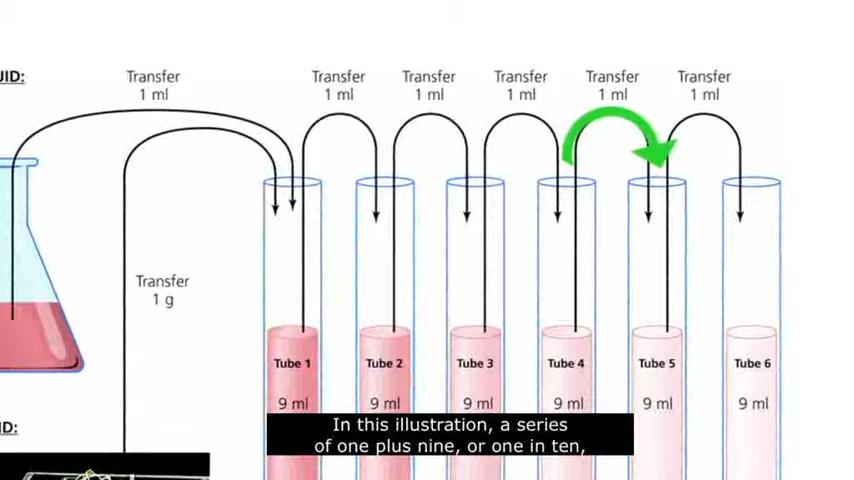 UID:
Transfer
1 ml
Transfer
1 ml
Transfer
1 ml
Transfer
1 ml
Transfer
1 ml
Transfer
1 ml
Transfer
1 g
Tube 1
Tube 2
Tube 3
Tube 4
Tube 5
Tube 6
9 ml
9 ml
9 ml
9 ml
9 ml
9 ml
In this illustration, a series
of one plus nine, or one in ten,
ID: